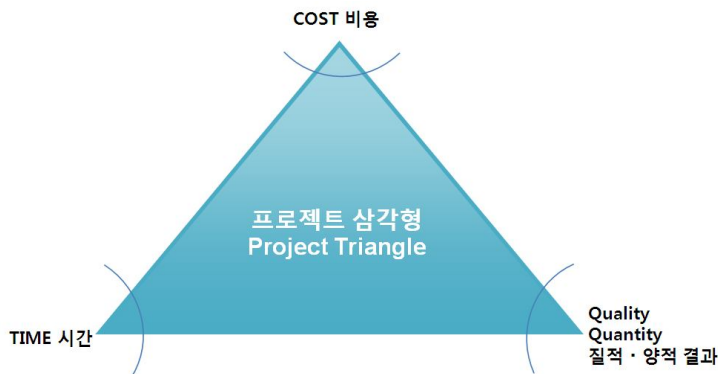 COST 비용
프로젝트 삼각형
Project Triangle
TIME 시간
Quality
Quantity
질적 · 양적 결과